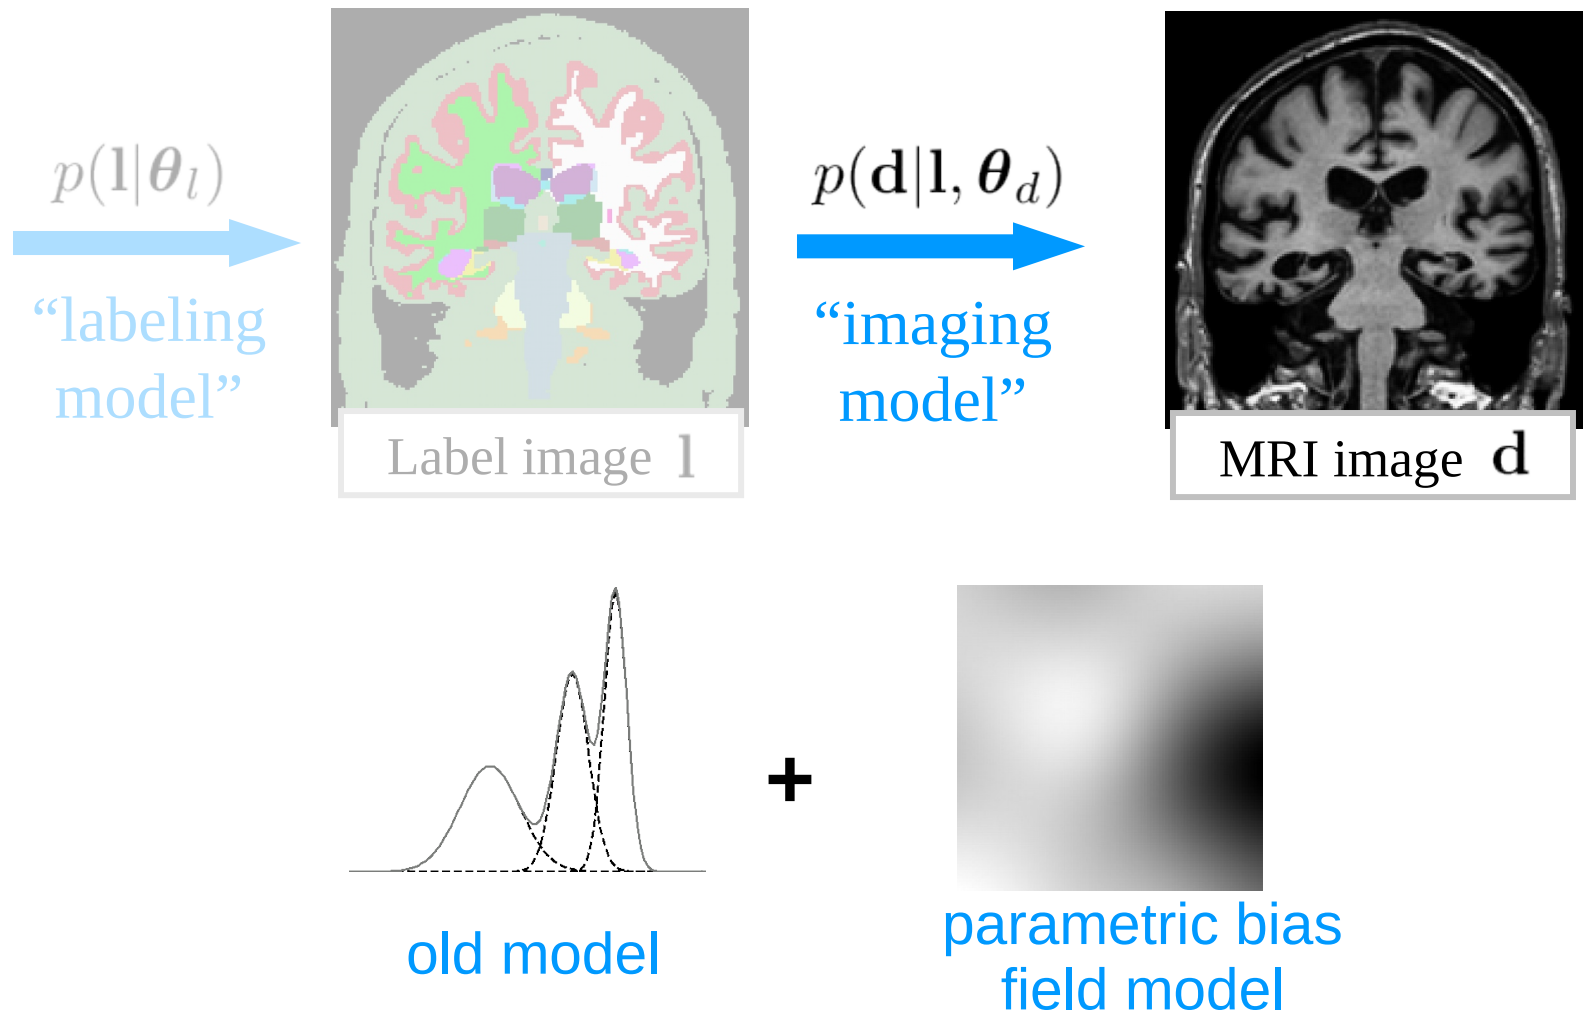 p(l|θ_l)
“labeling
model”
Label image l
p(d|l, θ_d)
“imaging
model”
MRI image d
+
old model
parametric bias
field model